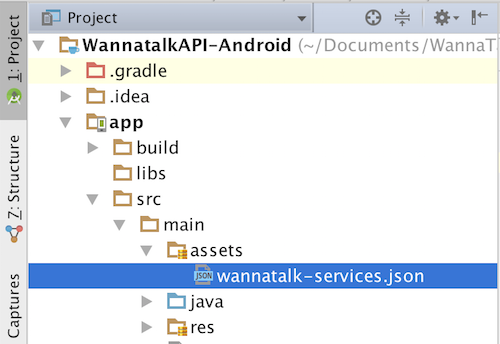 Project
1: Project
WannatalkAPI-Android (~/Documents/WannaT
.gradle
.idea
app
build
libs
src
main
assets
JSON
wannatalk-services.json
java
res
7: Structure
Captures